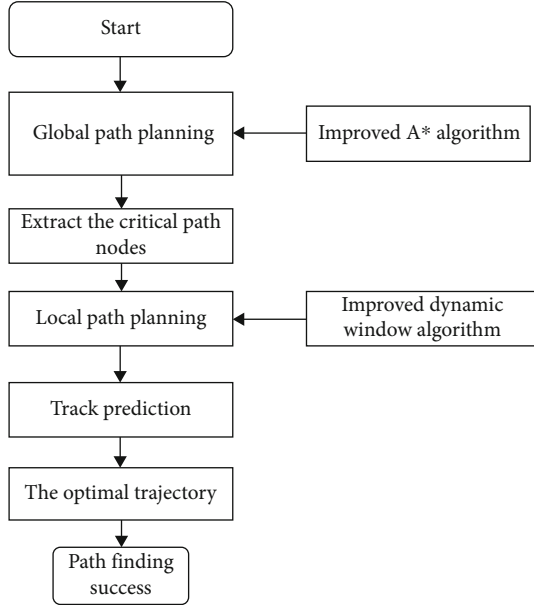 Start
Global path planning
Improved A* algorithm
Extract the critical path
nodes
Local path planning
Improved dynamic
window algorithm
Track prediction
The optimal trajectory
Path finding
success